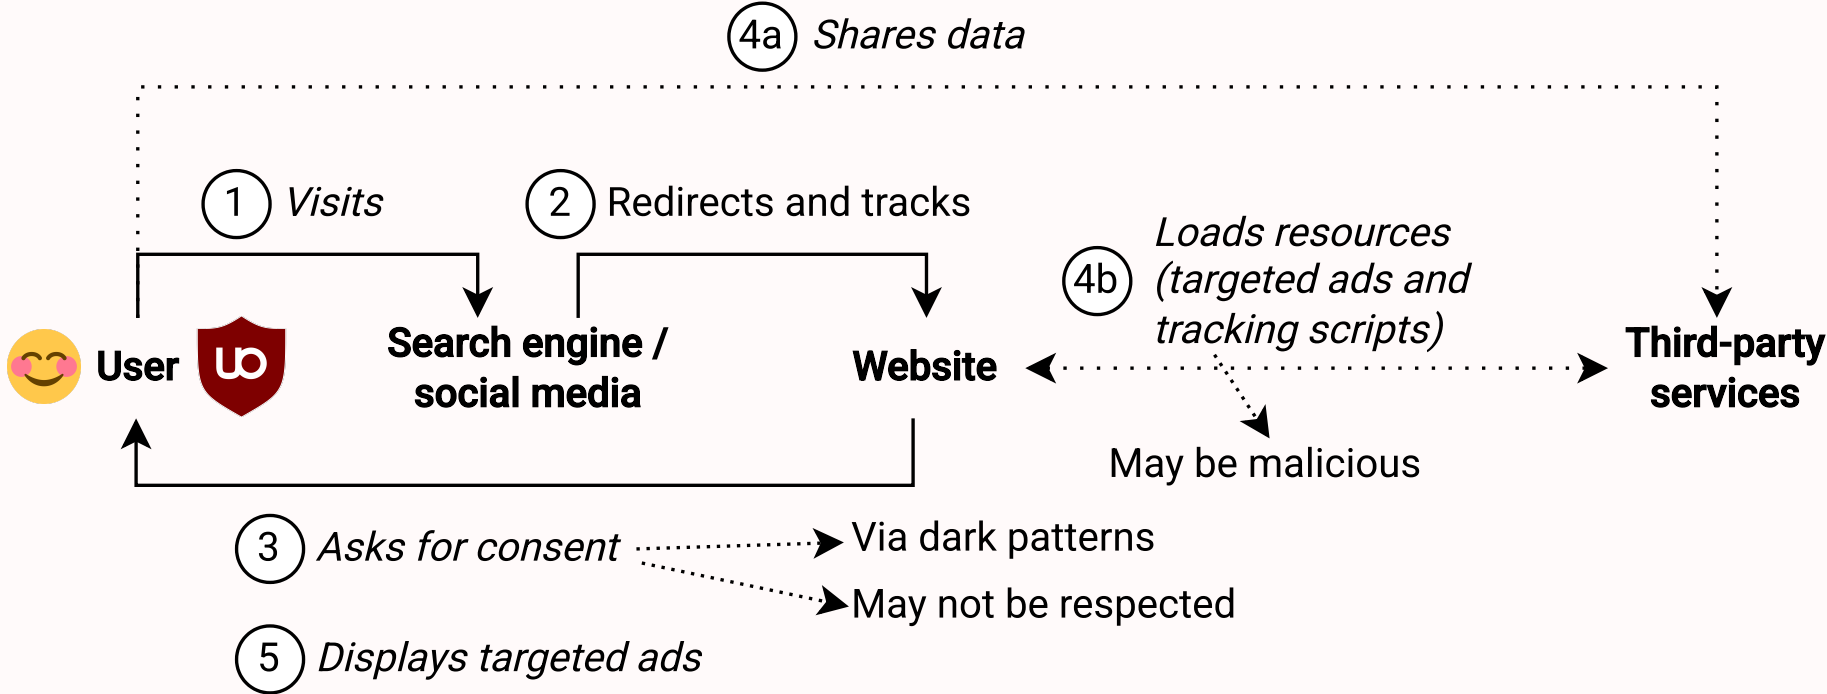 4a Shares data
1 Visits
2 Redirects and tracks
4b Loads resources
(targeted ads and
tracking scripts)
User
uo
Search engine /
social media
Website
Third-party
services
May be malicious
3 Asks for consent
Via dark patterns
May not be respected
5 Displays targeted ads